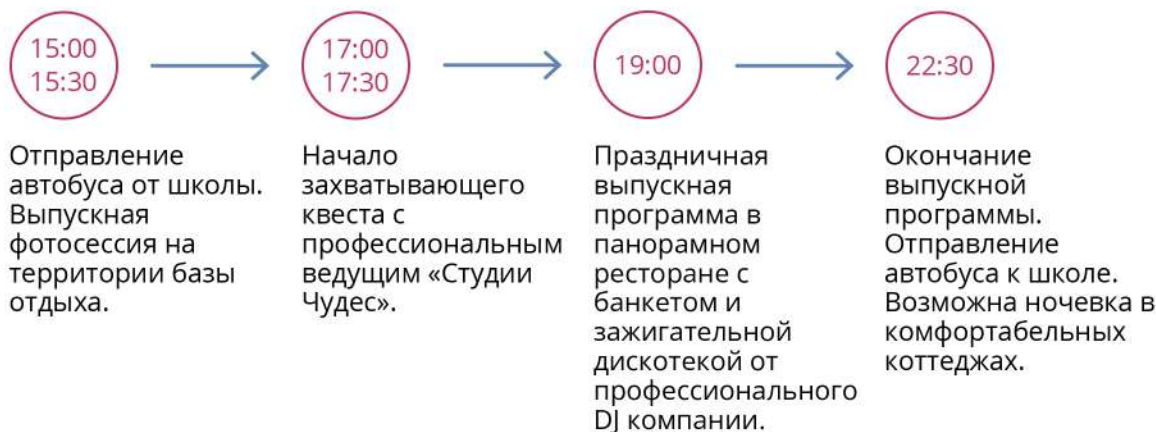 15:00
15:30
Отправление
автобуса от школы.
Выпускная
фотосессия на
территории базы
отдыха.
17:00
17:30
Начало
захватывающего
квеста с
профессиональным
ведущим «Студии
Чудес».
19:00
Праздничная
выпускная
программа в
панорамном
ресторане с
банкетом и
зажигательной
дискотекой от
профессионального
DJ компании.
22:30
Окончание
выпускной
программы.
Отправление
автобуса к школе.
Возможна ночевка в
комфортабельных
коттеджах.